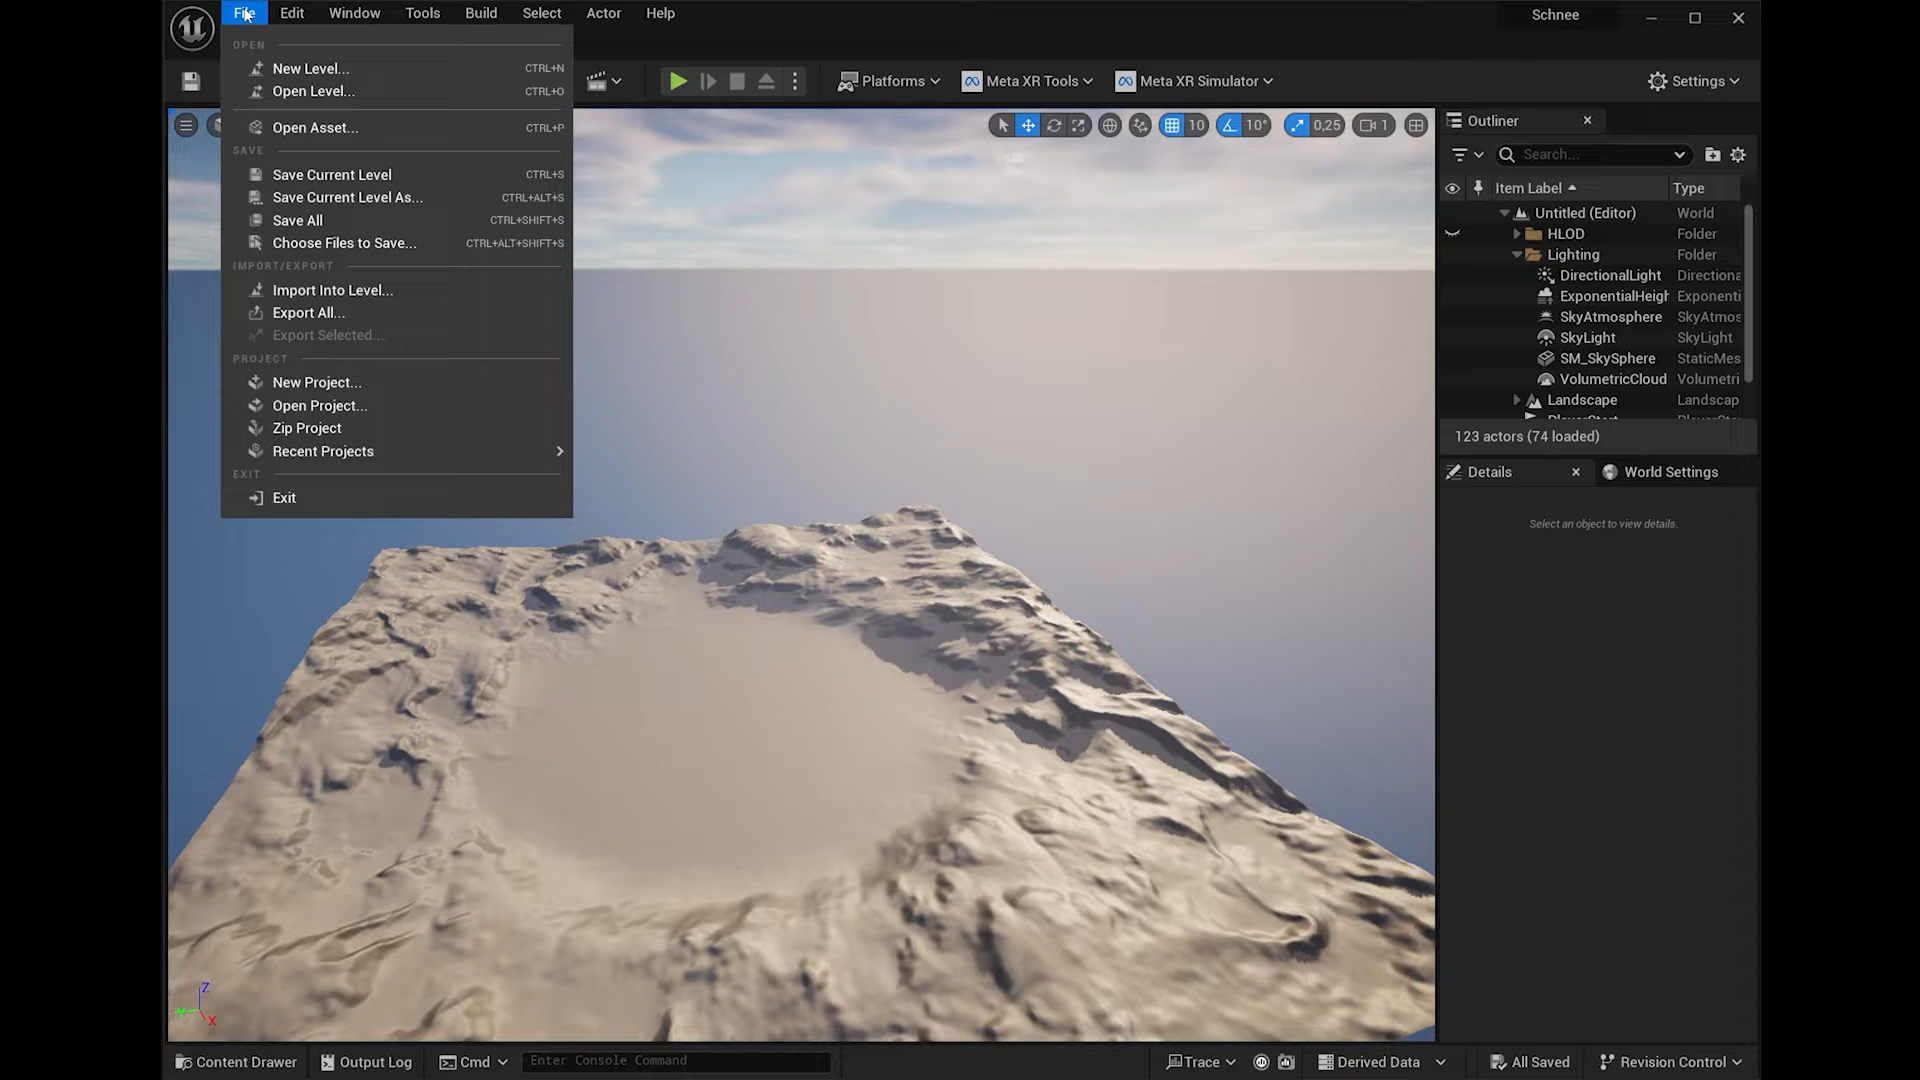 File Edit Window Tools Build Select Actor Help
Schnee
OPEN
New Level... CTRL+N
Open Level... CTRL+O
Open Asset... CTRL+P
SAVE
Save Current Level CTRL+S
Save Current Level As... CTRL+ALT+S
Save All CTRL+SHIFT+S
Choose Files to Save... CTRL+ALT+SHIFT+S
IMPORT/EXPORT
Import Into Level...
Export All...
Export Selected...
PROJECT
New Project...
Open Project...
Zip Project
Recent Projects
EXIT
Exit
Platforms Meta XR Tools Meta XR Simulator Settings
10 10° 0,25 1
Outliner
Search...
Item Label Type
Untitled (Editor) World
HLOD Folder
Lighting Folder
DirectionalLight Directiona
ExponentialHeigh Exponenti
SkyAtmosphere SkyAtmos
SkyLight SkyLight
SM_SkySphere StaticMes
VolumetricCloud Volumetri
Landscape Landscap
123 actors (74 loaded)
Details World Settings
Select an object to view details.
Z
Y
X
Content Drawer Output Log Cmd Enter Console Command Trace Derived Data All Saved Revision Control